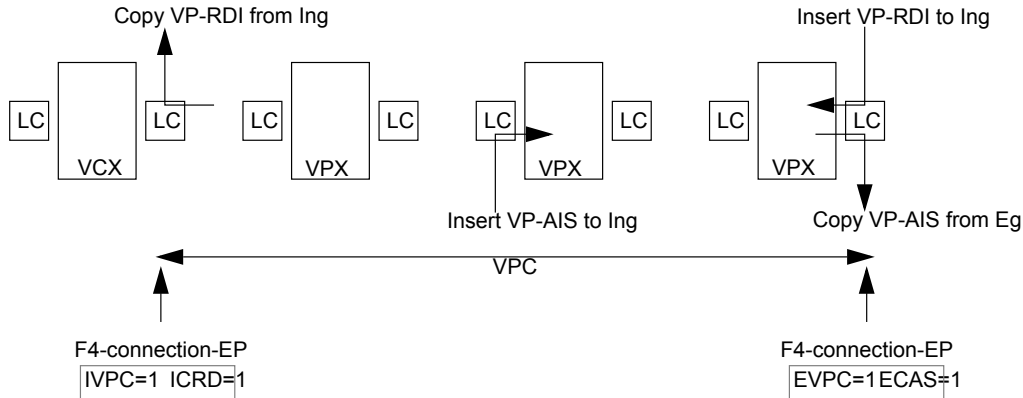 Copy VP-RDI from Ing
Insert VP-RDI to Ing
LC LC LC LC LC LC LC LC
VCX VPX VPX VPX
Insert VP-AIS to Ing
Copy VP-AIS from Eg
VPC
F4-connection-EP
IVPC=1 ICRD=1
F4-connection-EP
EVPC=1 ECAS=1